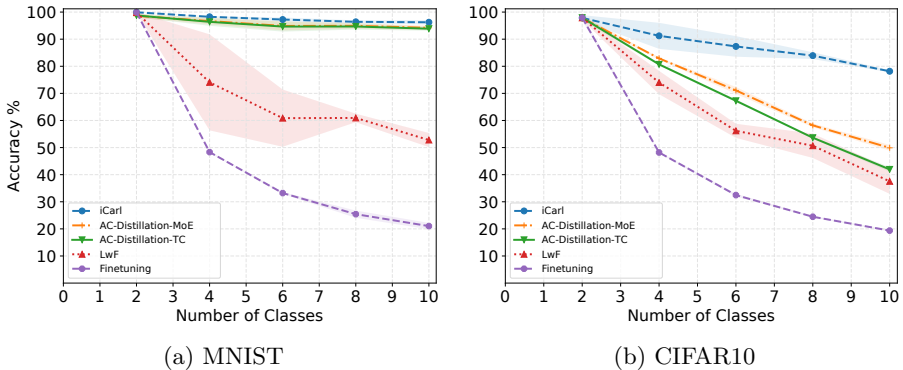 Accuracy %
100
90
80
70
60
50
40
30
20
10
iCarl
AC-Distillation-MoE
AC-Distillation-TC
LwF
Finetuning
0 1 2 3 4 5 6 7 8 9 10
Number of Classes
(a) MNIST
100
90
80
70
60
50
40
30
20
10
iCarl
AC-Distillation-MoE
AC-Distillation-TC
LwF
Finetuning
0 1 2 3 4 5 6 7 8 9 10
Number of Classes
(b) CIFAR10